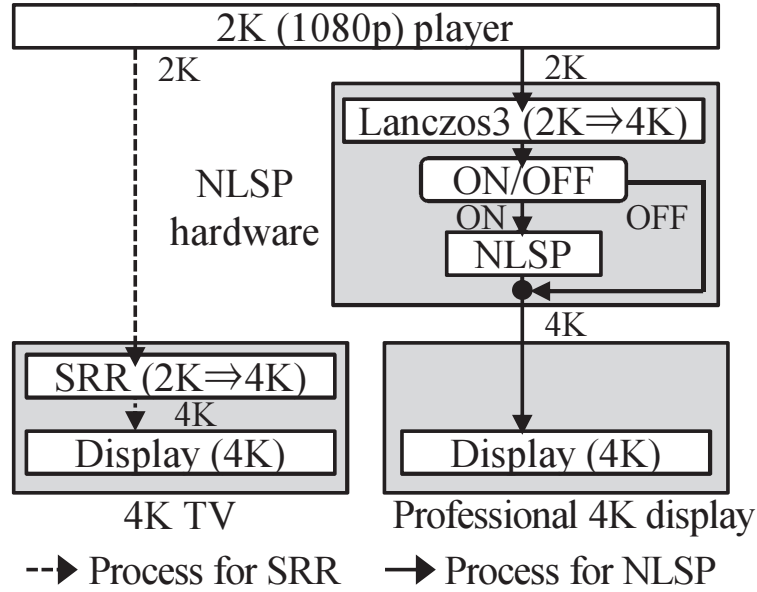 2K (1080p) player
2K
2K
Lanczos3 (2K⇒4K)
ON/OFF
ON
OFF
NLSP
NLSP
hardware
4K
SRR (2K⇒4K)
4K
Display (4K)
Display (4K)
4K TV
Professional 4K display
Process for SRR
Process for NLSP